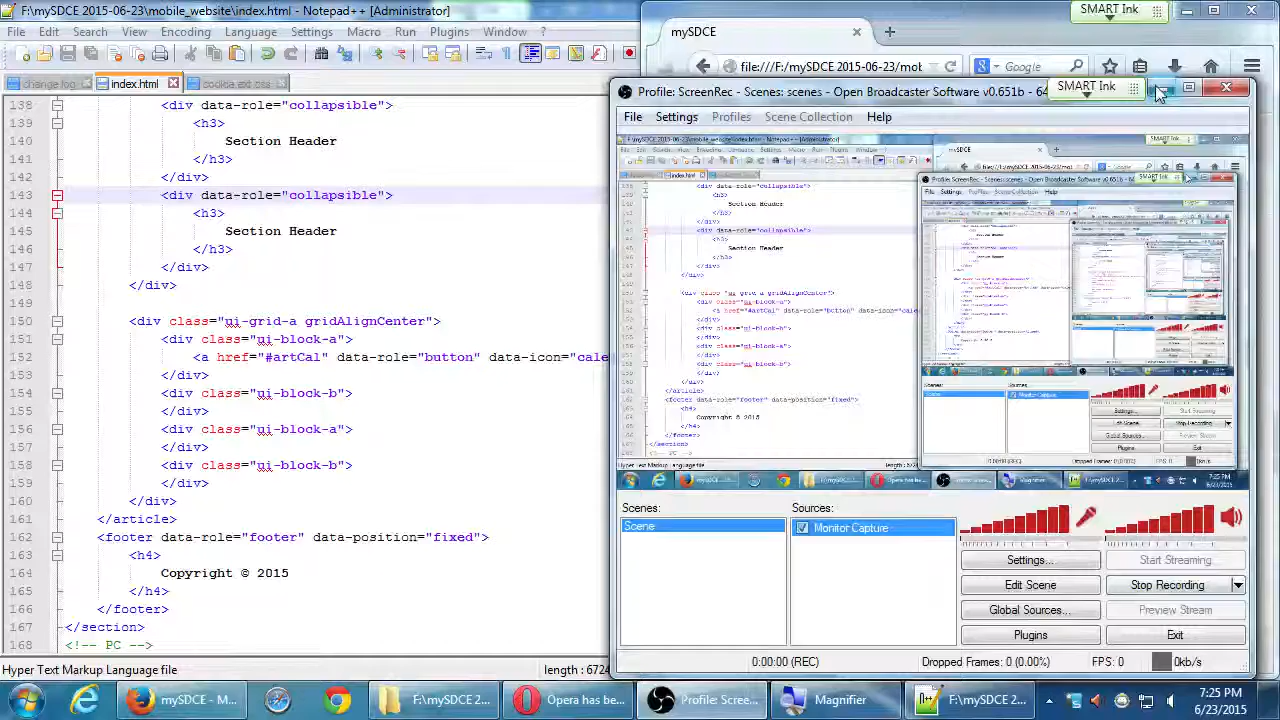 F:\mySDCE 2015-06-23\mobile_website\index.html - Notepad++ [Administrator]
File Edit Search View Encoding Language Settings Macro Run Plugins Window ?
change.log index.html
138 <div data-role="collapsible">
139 <h3>
140 Section Header
141 </h3>
142 </div>
143 <div data-role="collapsible">
144 <h3>
145 Section Header
146 </h3>
147 </div>
148 </div>
149
150 <div class="ui-grid-a gridAlignCenter">
151 <div class="ui-block-a">
152 <a href="#artCal" data-role="button" data-icon="cale
153 </div>
154 <div class="ui-block-b">
155 </div>
156 <div class="ui-block-a">
157 </div>
158 <div class="ui-block-b">
159 </div>
160 </div>
161 </article>
162 <footer data-role="footer" data-position="fixed">
163 <h4>
164 Copyright © 2015
165 </h4>
166 </footer>
167 </section>
168 <!-- PC -->
Hyper Text Markup Language file length : 6724
SMART Ink
mySDCE
file:///F:/mySDCE 2015-06-23/mob
Google
Profile: ScreenRec - Scenes: scenes - Open Broadcaster Software v0.651b - 64
SMART Ink
File Settings Profiles Scene Collection Help
Scenes: Sources:
Scene
Monitor Capture
Settings... Start Streaming
Edit Scene Stop Recording
Global Sources... Preview Stream
Plugins Exit
0:00:00 (REC) Dropped Frames: 0 (0.00%) FPS: 0 0kb/s
mySDCE - M...
F:\mySDCE 2...
Opera has be...
Profile: Scree...
Magnifier
F:\mySDCE 2...
7:25 PM
6/23/2015